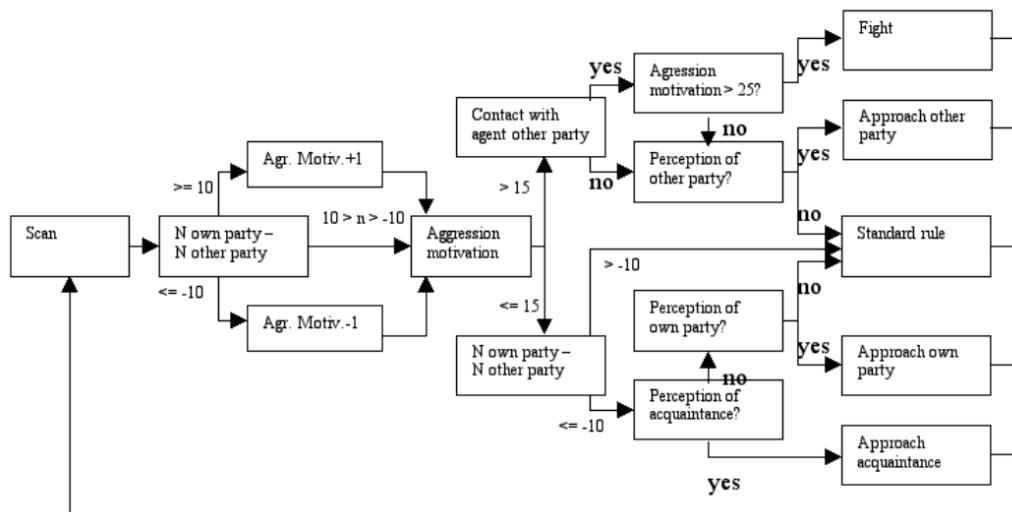 Scan
N own party –
N other party
>= 10
<= -10
10 > n > -10
Agr. Motiv.+1
Agr. Motiv.-1
Aggression
motivation
> 15
<= 15
Contact with
agent other party
yes
no
N own party –
N other party
> -10
<= -10
Agression
motivation > 25?
yes
no
Perception of
other party?
yes
no
Perception of
own party?
no
yes
Perception of
acquaintance?
no
yes
Fight
Approach other
party
Standard rule
Approach own
party
Approach
acquaintance